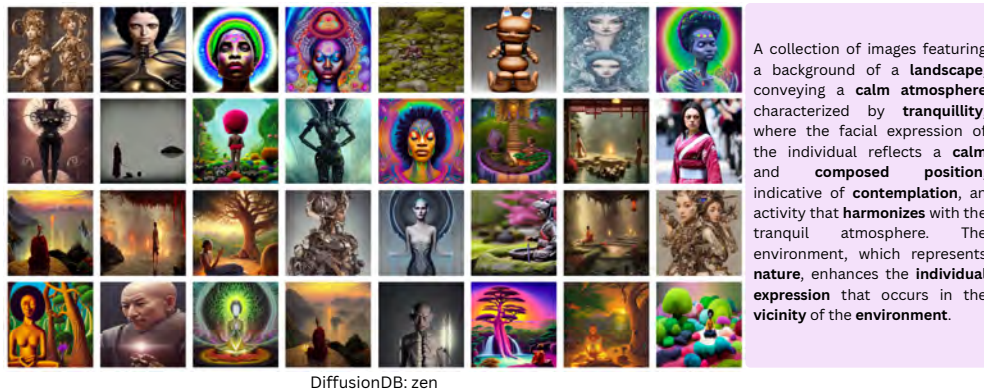 A collection of images featuring
a background of a landscape,
conveying a calm atmosphere
characterized by tranquillity,
where the facial expression of
the individual reflects a calm
and composed position,
indicative of contemplation, an
activity that harmonizes with the
tranquil atmosphere. The
environment, which represents
nature, enhances the individual
expression that occurs in the
vicinity of the environment.
DiffusionDB: zen